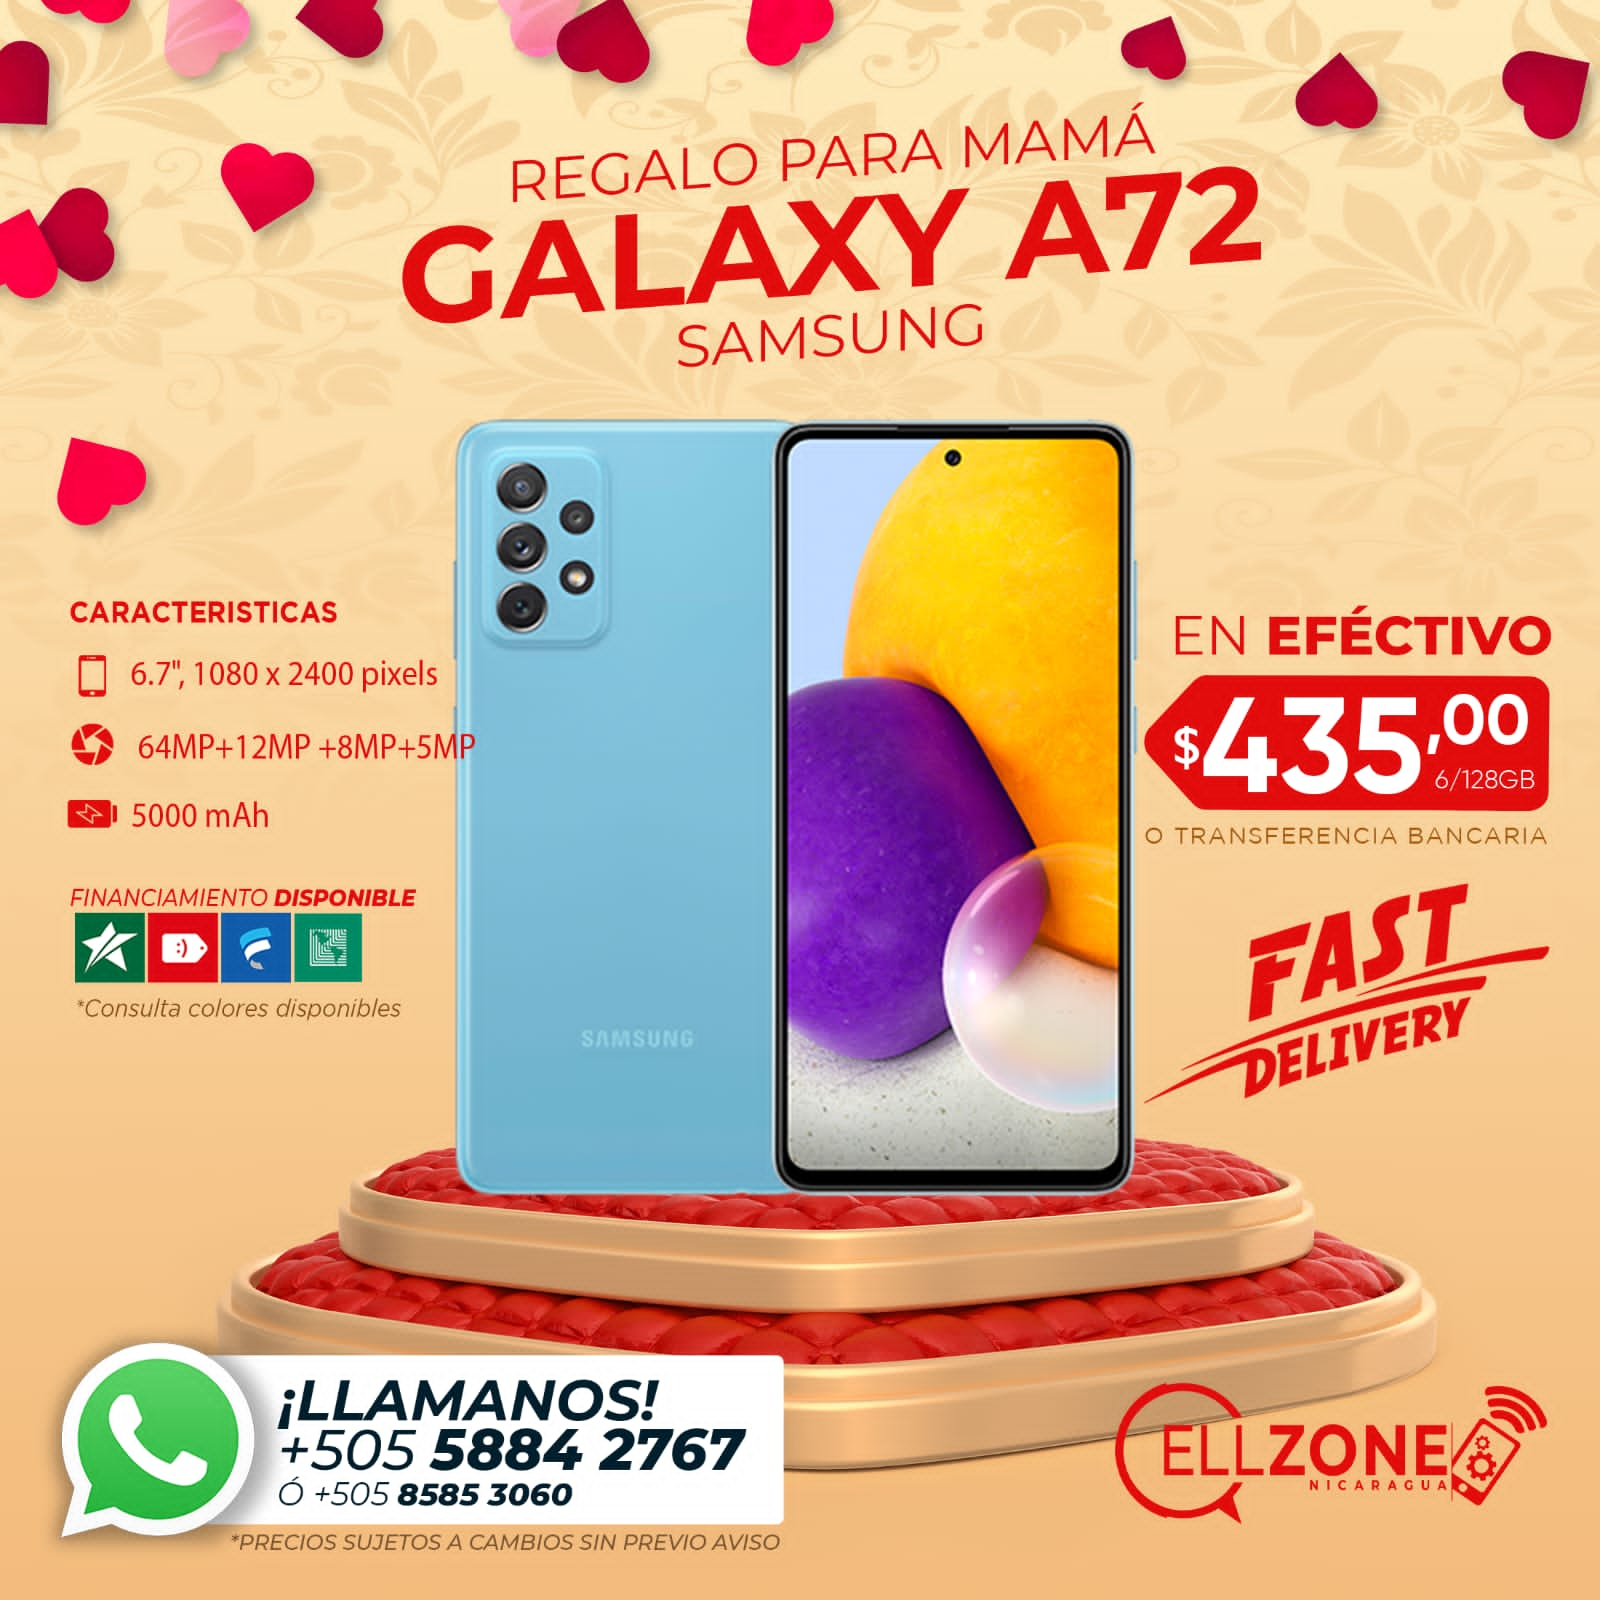 REGALO PARA MAMÁ
GALAXY A72
SAMSUNG
CARACTERISTICAS
6.7", 1080 x 2400 pixels
64MP+12MP +8MP+5MP
5000 mAh
FINANCIAMIENTO DISPONIBLE
*Consulta colores disponibles
SAMSUNG
EN EFÉCTIVO
$435,00
6/128GB
O TRANSFERENCIA BANCARIA
FAST
DELIVERY
¡LLAMANOS!
+505 5884 2767
Ó +505 8585 3060
*PRECIOS SUJETOS A CAMBIOS SIN PREVIO AVISO
CELLZONE
NICARAGUA